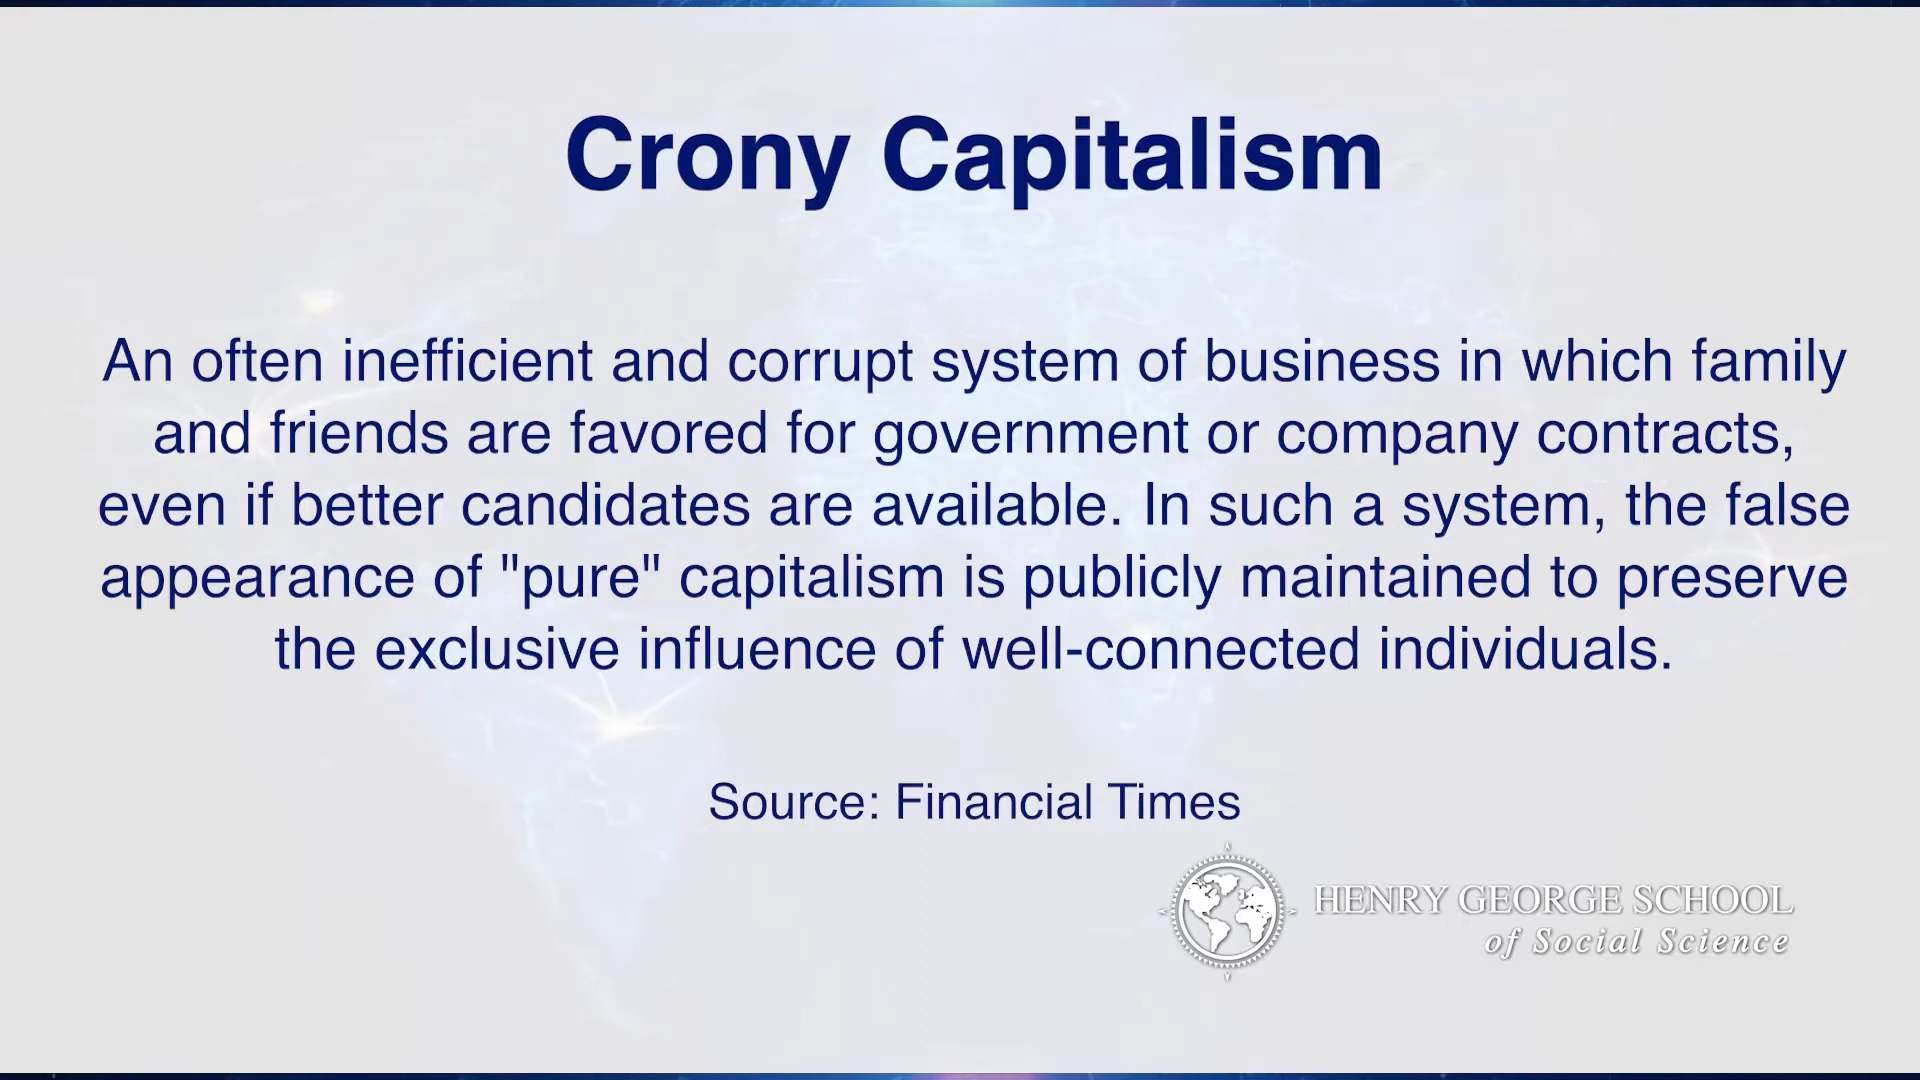 Crony Capitalism
An often inefficient and corrupt system of business in which family
and friends are favored for government or company contracts,
even if better candidates are available. In such a system, the false
appearance of "pure" capitalism is publicly maintained to preserve
the exclusive influence of well-connected individuals.
Source: Financial Times
HENRY GEORGE SCHOOL
of Social Science